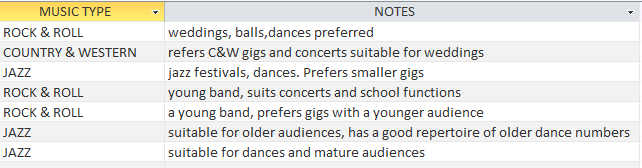 MUSIC TYPE NOTES
ROCK & ROLL weddings, balls,dances preferred
COUNTRY & WESTERN refers C&W gigs and concerts suitable for weddings
JAZZ jazz festivals, dances. Prefers smaller gigs
ROCK & ROLL young band, suits concerts and school functions
ROCK & ROLL a young band, prefers gigs with a younger audience
JAZZ suitable for older audiences, has a good repertoire of older dance numbers
JAZZ suitable for dances and mature audiences